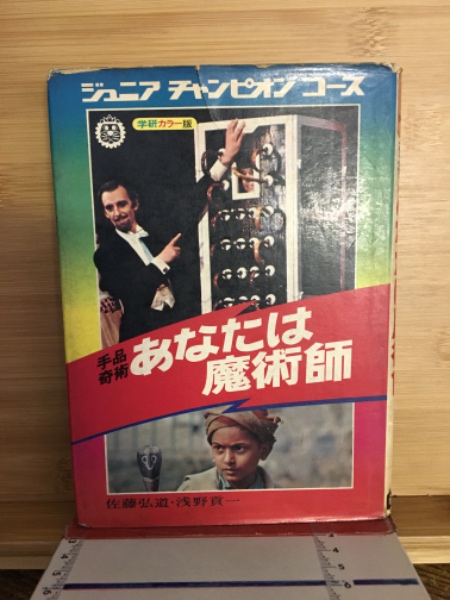 ジュニア チャンピオン コース
学研カラー版
手品
奇術
あなたは
魔術師
佐藤弘道・浅野貢一